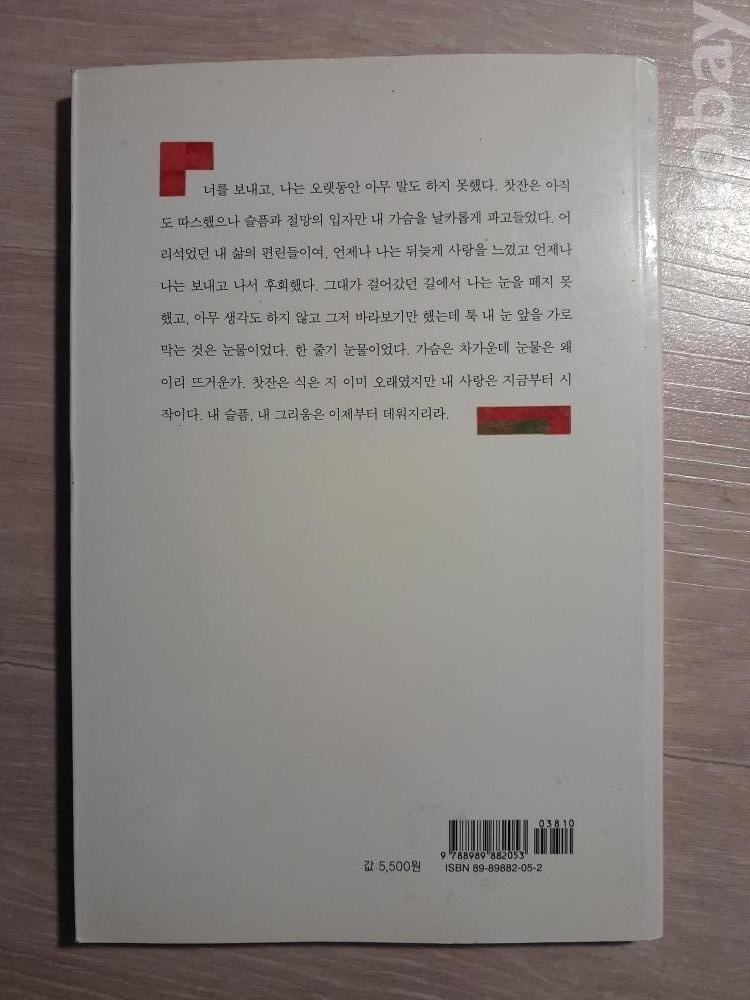 너를 보내고, 나는 오랫동안 아무 말도 하지 못했다. 찻잔은 아직
도 따스했으나 슬픔과 절망의 입자만 내 가슴을 날카롭게 파고들었다. 어
리석었던 내 삶의 편린들이여, 언제나 나는 뒤늦게 사랑을 느꼈고 언제나
나는 보내고 나서 후회했다. 그대가 걸어갔던 길에서 나는 눈을 떼지 못
했고, 아무 생각도 하지 않고 그저 바라보기만 했는데 툭 내 눈 앞을 가로
막는 것은 눈물이었다. 한 줄기 눈물이었다. 가슴은 차가운데 눈물은 왜
이리 뜨거운가. 찻잔은 식은 지 이미 오래였지만 내 사랑은 지금부터 시
작이다. 내 슬픔, 내 그리움은 이제부터 데워지리라.
03810
9 788989 882053
값 5,500원
ISBN 89-89882-05-2